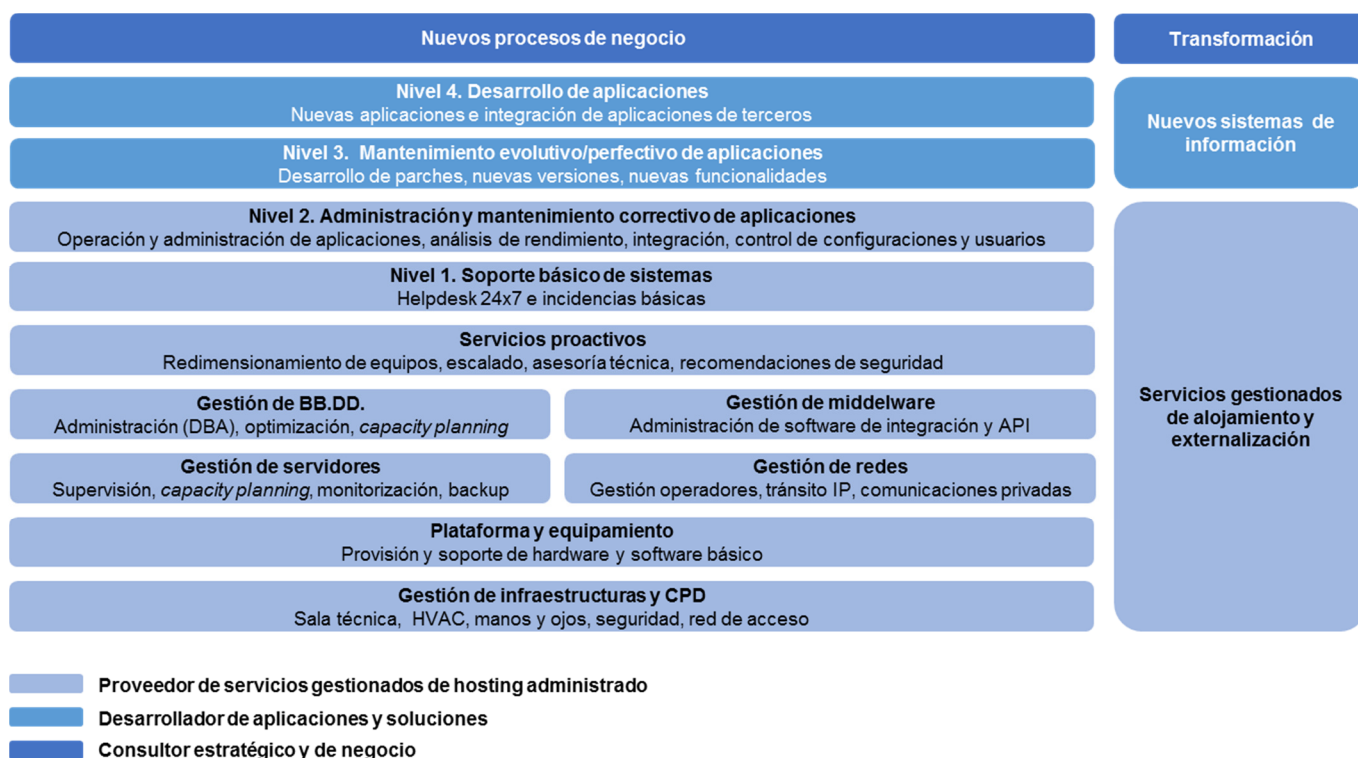 Nuevos procesos de negocio
Transformación
Nivel 4. Desarrollo de aplicaciones
Nuevas aplicaciones e integración de aplicaciones de terceros
Nivel 3. Mantenimiento evolutivo/perfectivo de aplicaciones
Desarrollo de parches, nuevas versiones, nuevas funcionalidades
Nuevos sistemas de
información
Nivel 2. Administración y mantenimiento correctivo de aplicaciones
Operación y administración de aplicaciones, análisis de rendimiento, integración, control de configuraciones y usuarios
Nivel 1. Soporte básico de sistemas
Helpdesk 24x7 e incidencias básicas
Servicios proactivos
Redimensionamiento de equipos, escalado, asesoría técnica, recomendaciones de seguridad
Gestión de BB.DD.
Administración (DBA), optimización, capacity planning
Gestión de middelware
Administración de software de integración y API
Gestión de servidores
Supervisión, capacity planning, monitorización, backup
Gestión de redes
Gestión operadores, tránsito IP, comunicaciones privadas
Plataforma y equipamiento
Provisión y soporte de hardware y software básico
Gestión de infraestructuras y CPD
Sala técnica, HVAC, manos y ojos, seguridad, red de acceso
Servicios gestionados
de alojamiento y
externalización
Proveedor de servicios gestionados de hosting administrado
Desarrollador de aplicaciones y soluciones
Consultor estratégico y de negocio